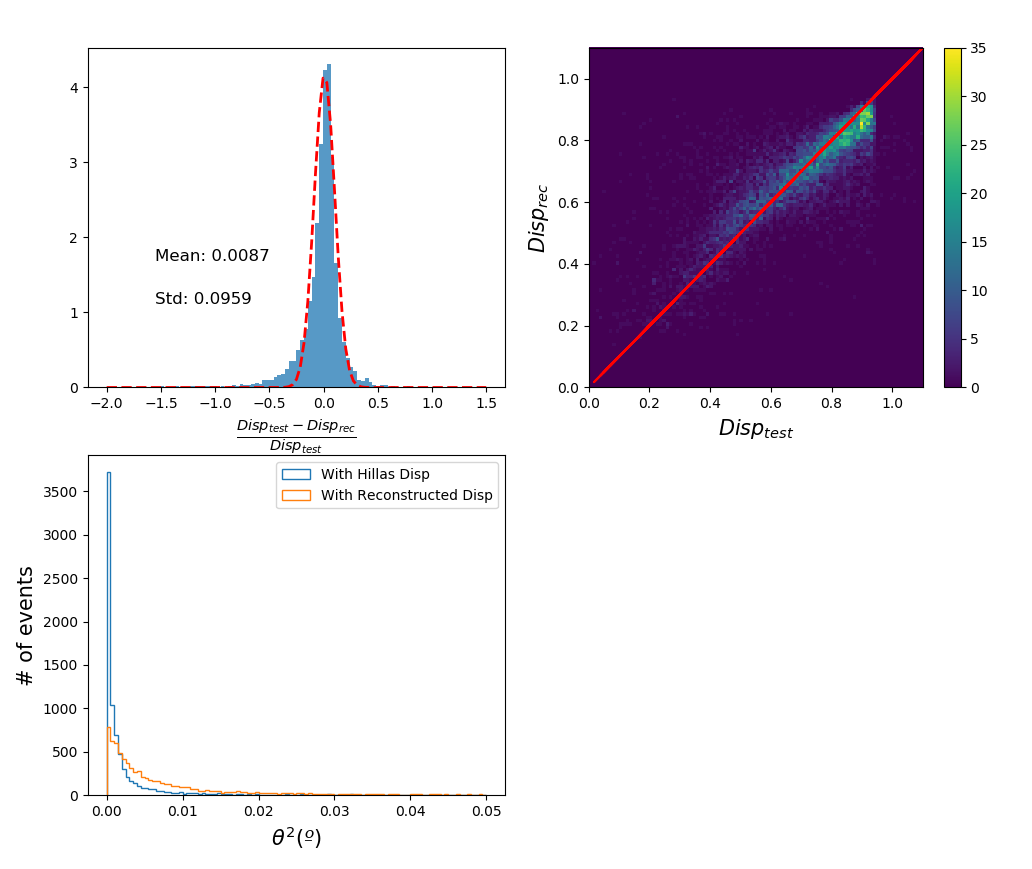 4
3
2
1
0
Mean: 0.0087
Std: 0.0959
−2.0 −1.5 −1.0 −0.5 0.0 0.5 1.0 1.5
Disp_test − Disp_rec
Disp_test
1.0
0.8
0.6
0.4
0.2
0.0
Disp_rec
0.0 0.2 0.4 0.6 0.8 1.0
Disp_test
35
30
25
20
15
10
5
0
With Hillas Disp
With Reconstructed Disp
3500
3000
2500
2000
1500
1000
500
0
# of events
0.00 0.01 0.02 0.03 0.04 0.05
θ²(º)